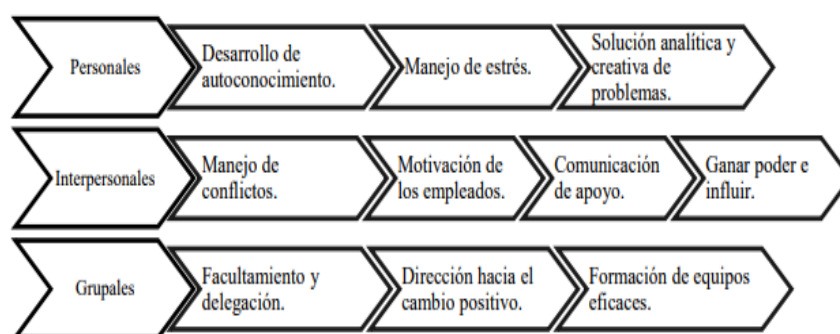 Personales
Desarrollo de
autoconocimiento.
Manejo de estrés.
Solución analítica y
creativa de
problemas.
Interpersonales
Manejo de
conflictos.
Motivación de
los empleados.
Comunicación
de apoyo.
Ganar poder e
influir.
Grupales
Facultamiento y
delegación.
Dirección hacia el
cambio positivo.
Formación de equipos
eficaces.